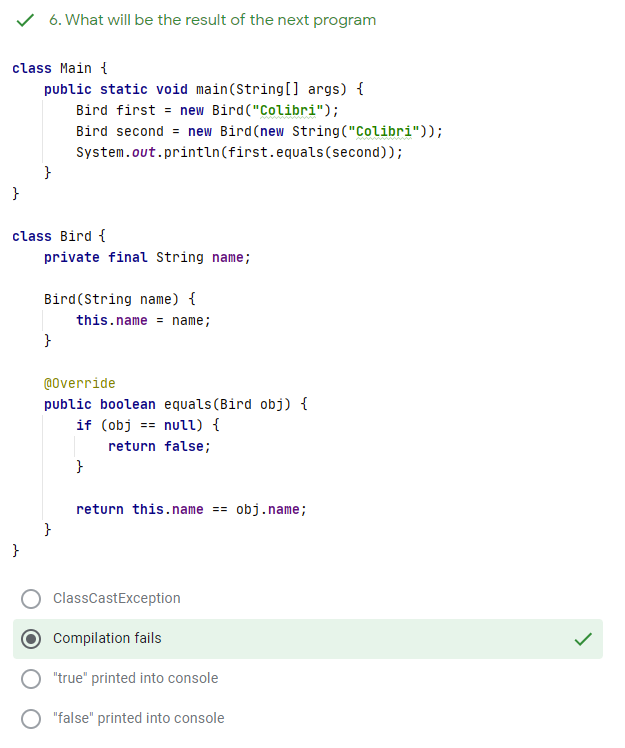 6. What will be the result of the next program
class Main {
    public static void main(String[] args) {
        Bird first = new Bird("Colibri");
        Bird second = new Bird(new String("Colibri"));
        System.out.println(first.equals(second));
    }
}
class Bird {
    private final String name;
    Bird(String name) {
        this.name = name;
    }
    @Override
    public boolean equals(Bird obj) {
        if (obj == null) {
            return false;
        }
        return this.name == obj.name;
    }
}
ClassCastException
Compilation fails
"true" printed into console
"false" printed into console